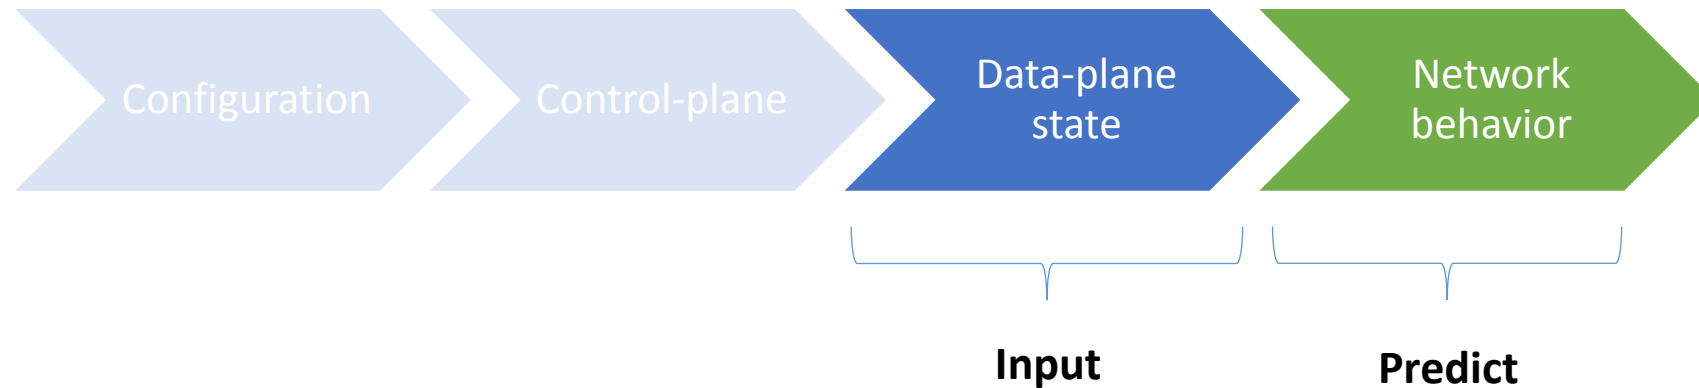 Configuration
Control-plane
Data-plane
state
Network
behavior
Input
Predict